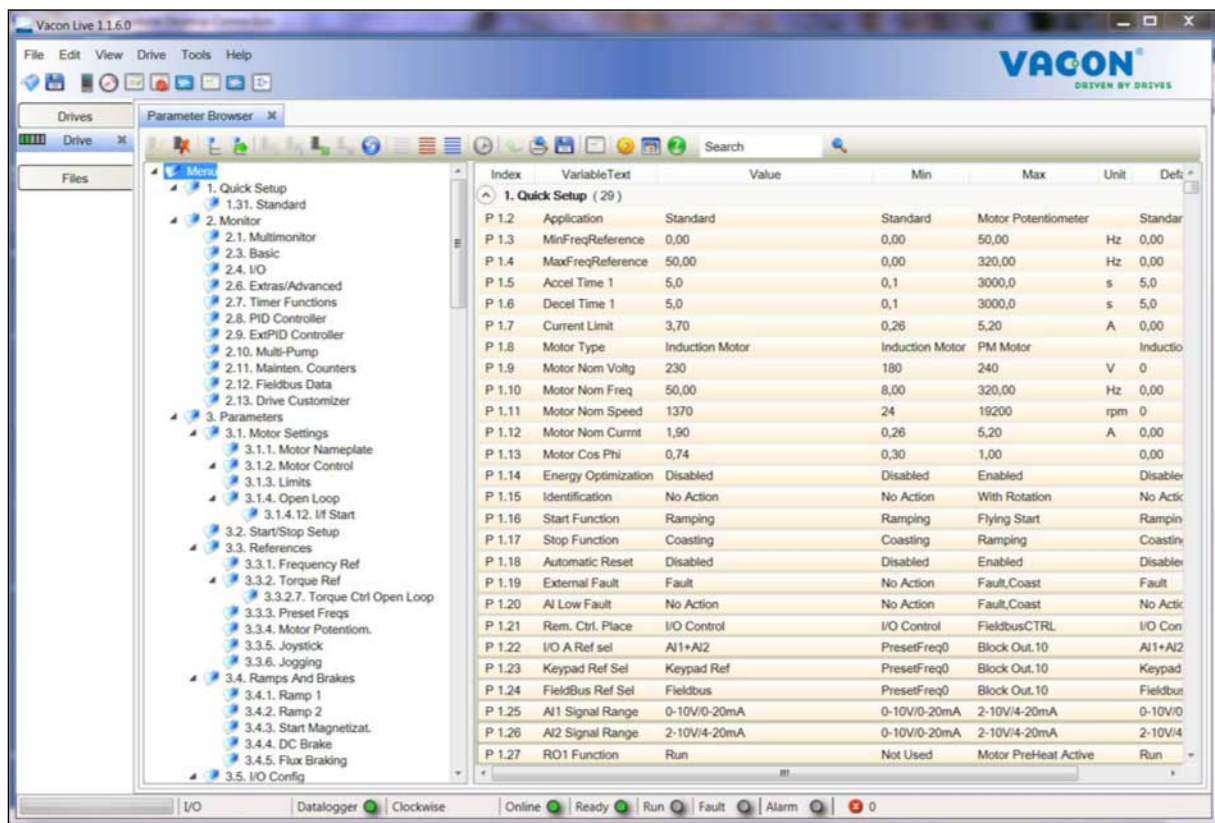 Vacon Live 1.1.6.0
File Edit View Drive Tools Help
VACON®
DRIVEN BY DRIVES
Drives
Drive
Files
Parameter Browser
Search
Menu
1. Quick Setup
1.31. Standard
2. Monitor
2.1. Multimonitor
2.3. Basic
2.4. I/O
2.6. Extras/Advanced
2.7. Timer Functions
2.8. PID Controller
2.9. ExtPID Controller
2.10. Multi-Pump
2.11. Mainten. Counters
2.12. Fieldbus Data
2.13. Drive Customizer
3. Parameters
3.1. Motor Settings
3.1.1. Motor Nameplate
3.1.2. Motor Control
3.1.3. Limits
3.1.4. Open Loop
3.1.4.12. I/f Start
3.2. Start/Stop Setup
3.3. References
3.3.1. Frequency Ref
3.3.2. Torque Ref
3.3.2.7. Torque Ctrl Open Loop
3.3.3. Preset Freqs
3.3.4. Motor Potentiom.
3.3.5. Joystick
3.3.6. Jogging
3.4. Ramps And Brakes
3.4.1. Ramp 1
3.4.2. Ramp 2
3.4.3. Start Magnetizat.
3.4.4. DC Brake
3.4.5. Flux Braking
3.5. I/O Config
Index VariableText Value Min Max Unit Defa
1. Quick Setup (29)
P 1.2 Application Standard Standard Motor Potentiometer Standar
P 1.3 MinFreqReference 0,00 0,00 50,00 Hz 0,00
P 1.4 MaxFreqReference 50,00 0,00 320,00 Hz 0,00
P 1.5 Accel Time 1 5,0 0,1 3000,0 s 5,0
P 1.6 Decel Time 1 5,0 0,1 3000,0 s 5,0
P 1.7 Current Limit 3,70 0,26 5,20 A 0,00
P 1.8 Motor Type Induction Motor Induction Motor PM Motor Inductio
P 1.9 Motor Nom Voltg 230 180 240 V 0
P 1.10 Motor Nom Freq 50,00 8,00 320,00 Hz 0,00
P 1.11 Motor Nom Speed 1370 24 19200 rpm 0
P 1.12 Motor Nom Currnt 1,90 0,26 5,20 A 0,00
P 1.13 Motor Cos Phi 0,74 0,30 1,00 0,00
P 1.14 Energy Optimization Disabled Disabled Enabled Disable
P 1.15 Identification No Action No Action With Rotation No Actic
P 1.16 Start Function Ramping Ramping Flying Start Rampin
P 1.17 Stop Function Coasting Coasting Ramping Coastin
P 1.18 Automatic Reset Disabled Disabled Enabled Disable
P 1.19 External Fault Fault No Action Fault,Coast Fault
P 1.20 AI Low Fault No Action No Action Fault,Coast No Actic
P 1.21 Rem. Ctrl. Place I/O Control I/O Control FieldbusCTRL I/O Con
P 1.22 I/O A Ref sel AI1+AI2 PresetFreq0 Block Out.10 AI1+AI2
P 1.23 Keypad Ref Sel Keypad Ref PresetFreq0 Block Out.10 Keypad
P 1.24 FieldBus Ref Sel Fieldbus PresetFreq0 Block Out.10 Fieldbus
P 1.25 AI1 Signal Range 0-10V/0-20mA 0-10V/0-20mA 2-10V/4-20mA 0-10V/0
P 1.26 AI2 Signal Range 2-10V/4-20mA 0-10V/0-20mA 2-10V/4-20mA 2-10V/4
P 1.27 RO1 Function Run Not Used Motor PreHeat Active Run
I/O Datalogger Clockwise Online Ready Run Fault Alarm 0